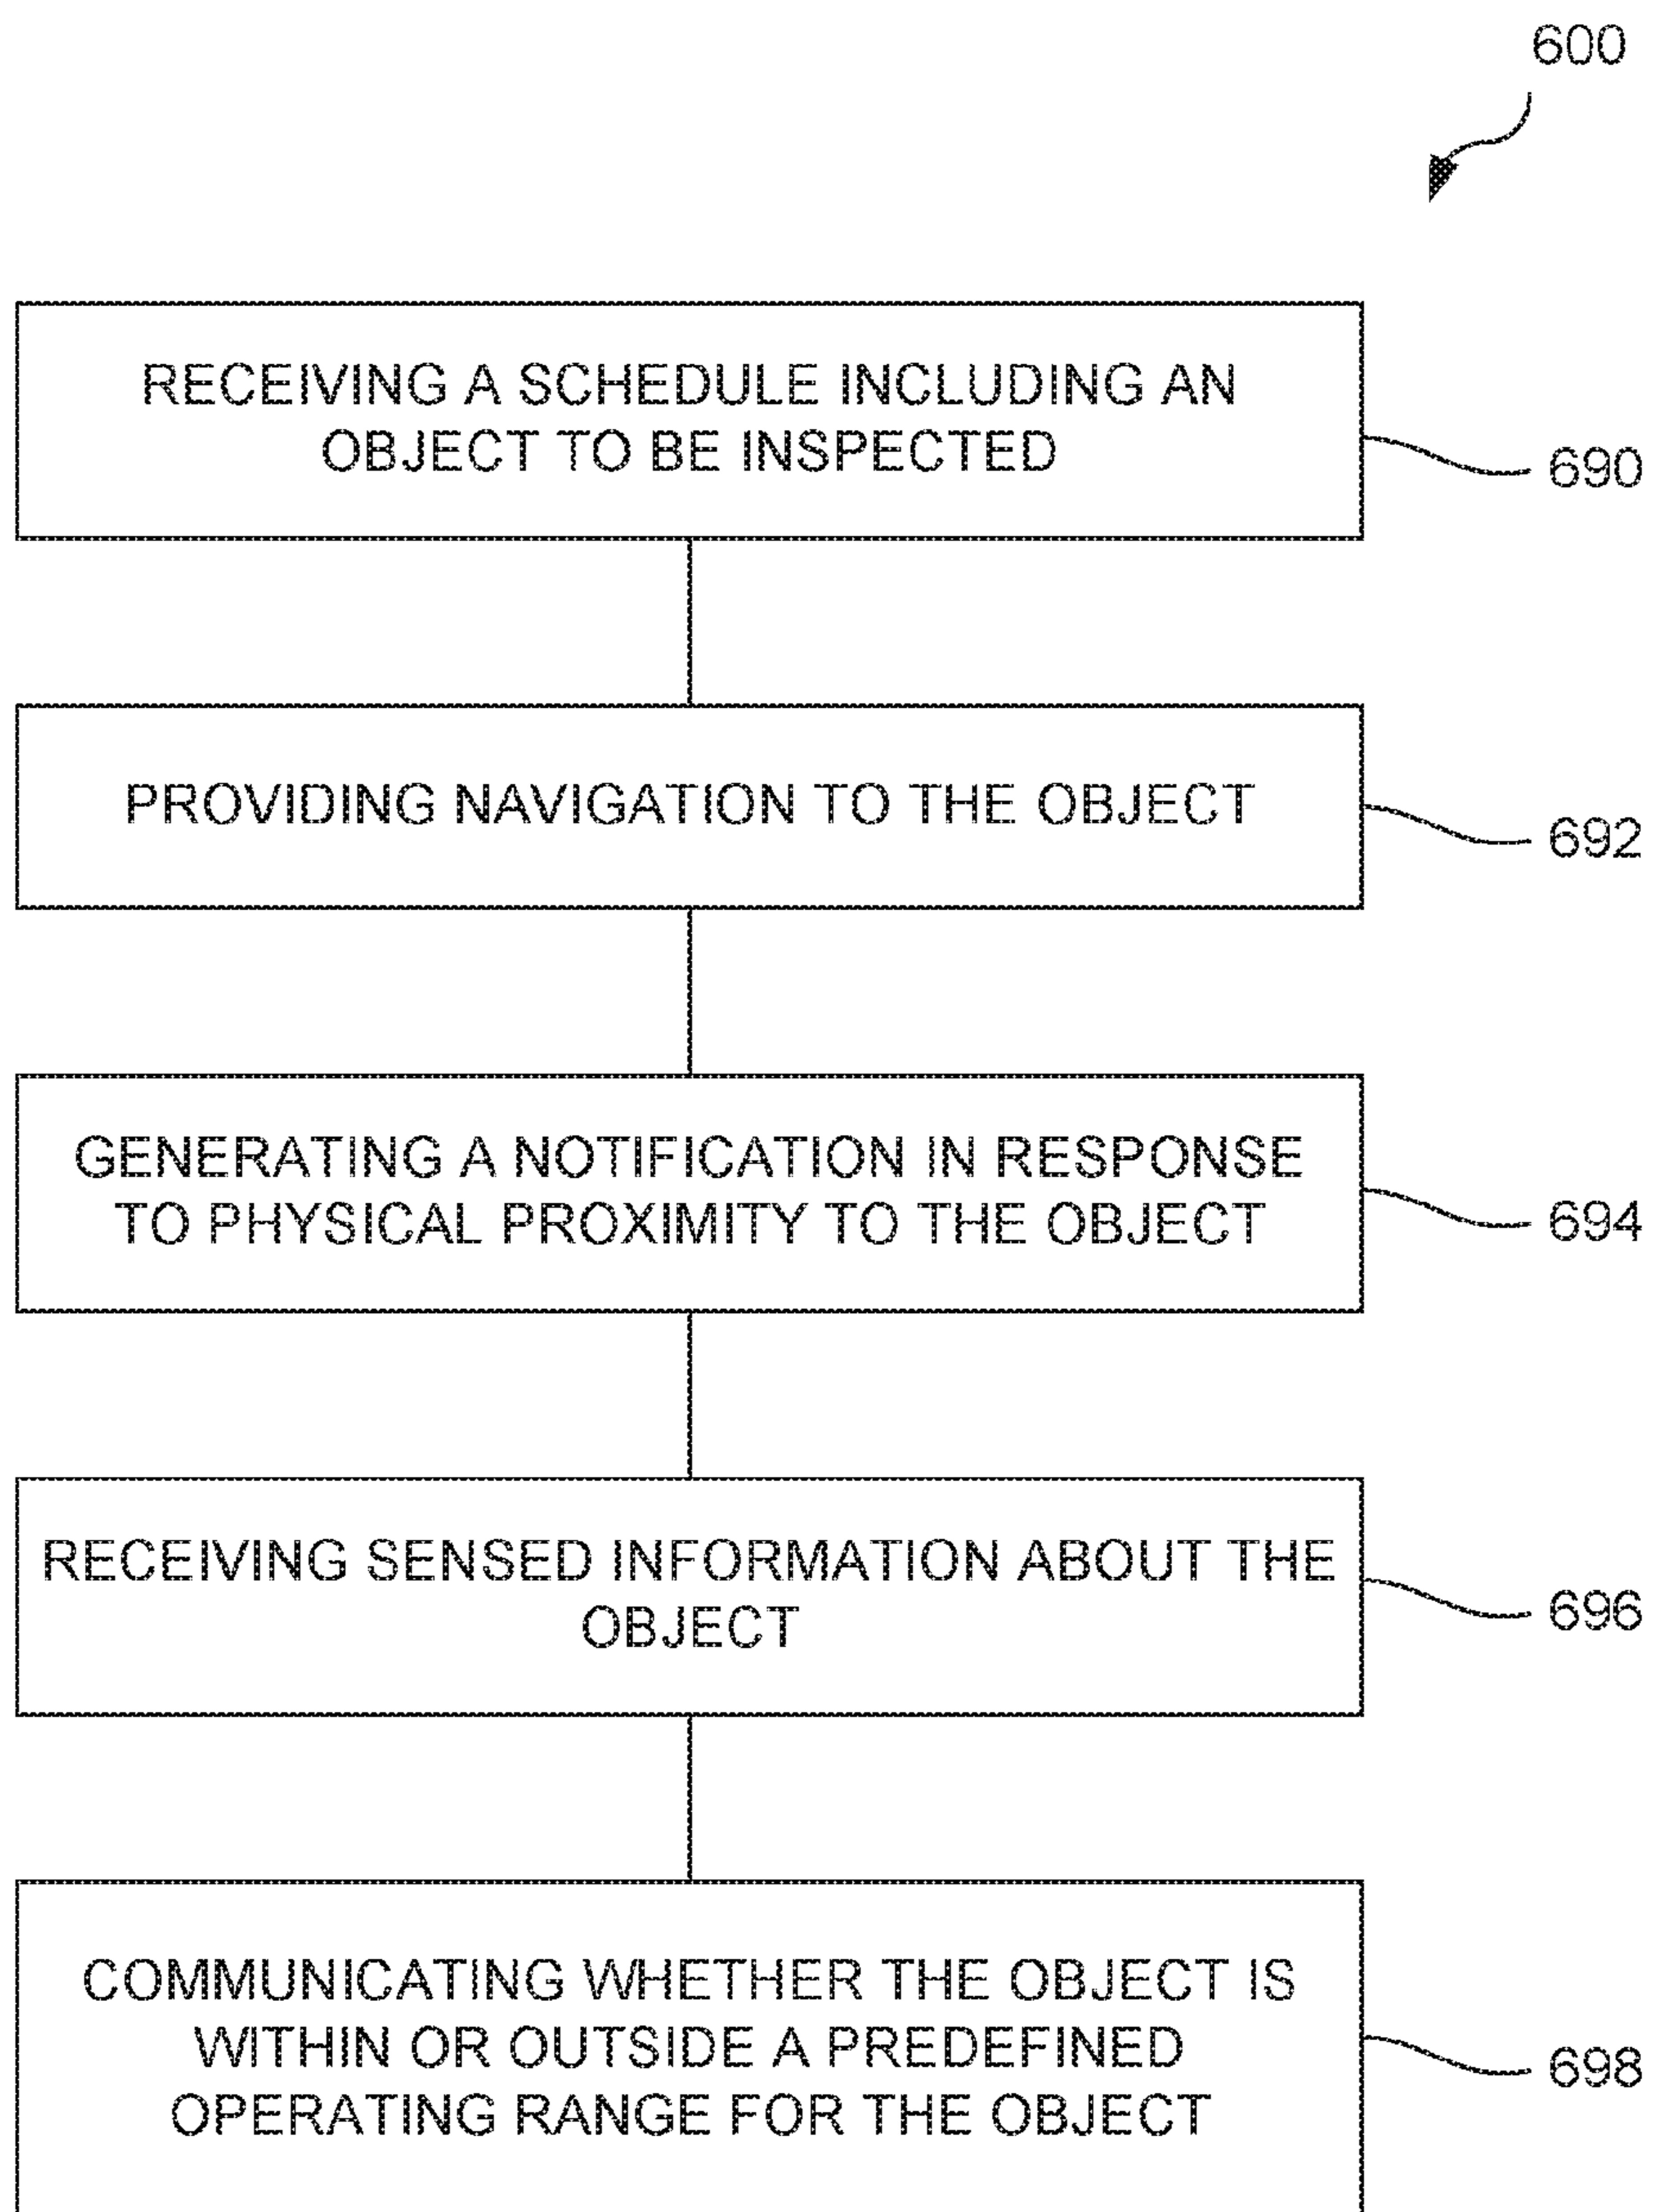 600
RECEIVING A SCHEDULE INCLUDING AN
OBJECT TO BE INSPECTED
690
PROVIDING NAVIGATION TO THE OBJECT
692
GENERATING A NOTIFICATION IN RESPONSE
TO PHYSICAL PROXIMITY TO THE OBJECT
694
RECEIVING SENSED INFORMATION ABOUT THE
OBJECT
696
COMMUNICATING WHETHER THE OBJECT IS
WITHIN OR OUTSIDE A PREDEFINED
OPERATING RANGE FOR THE OBJECT
698